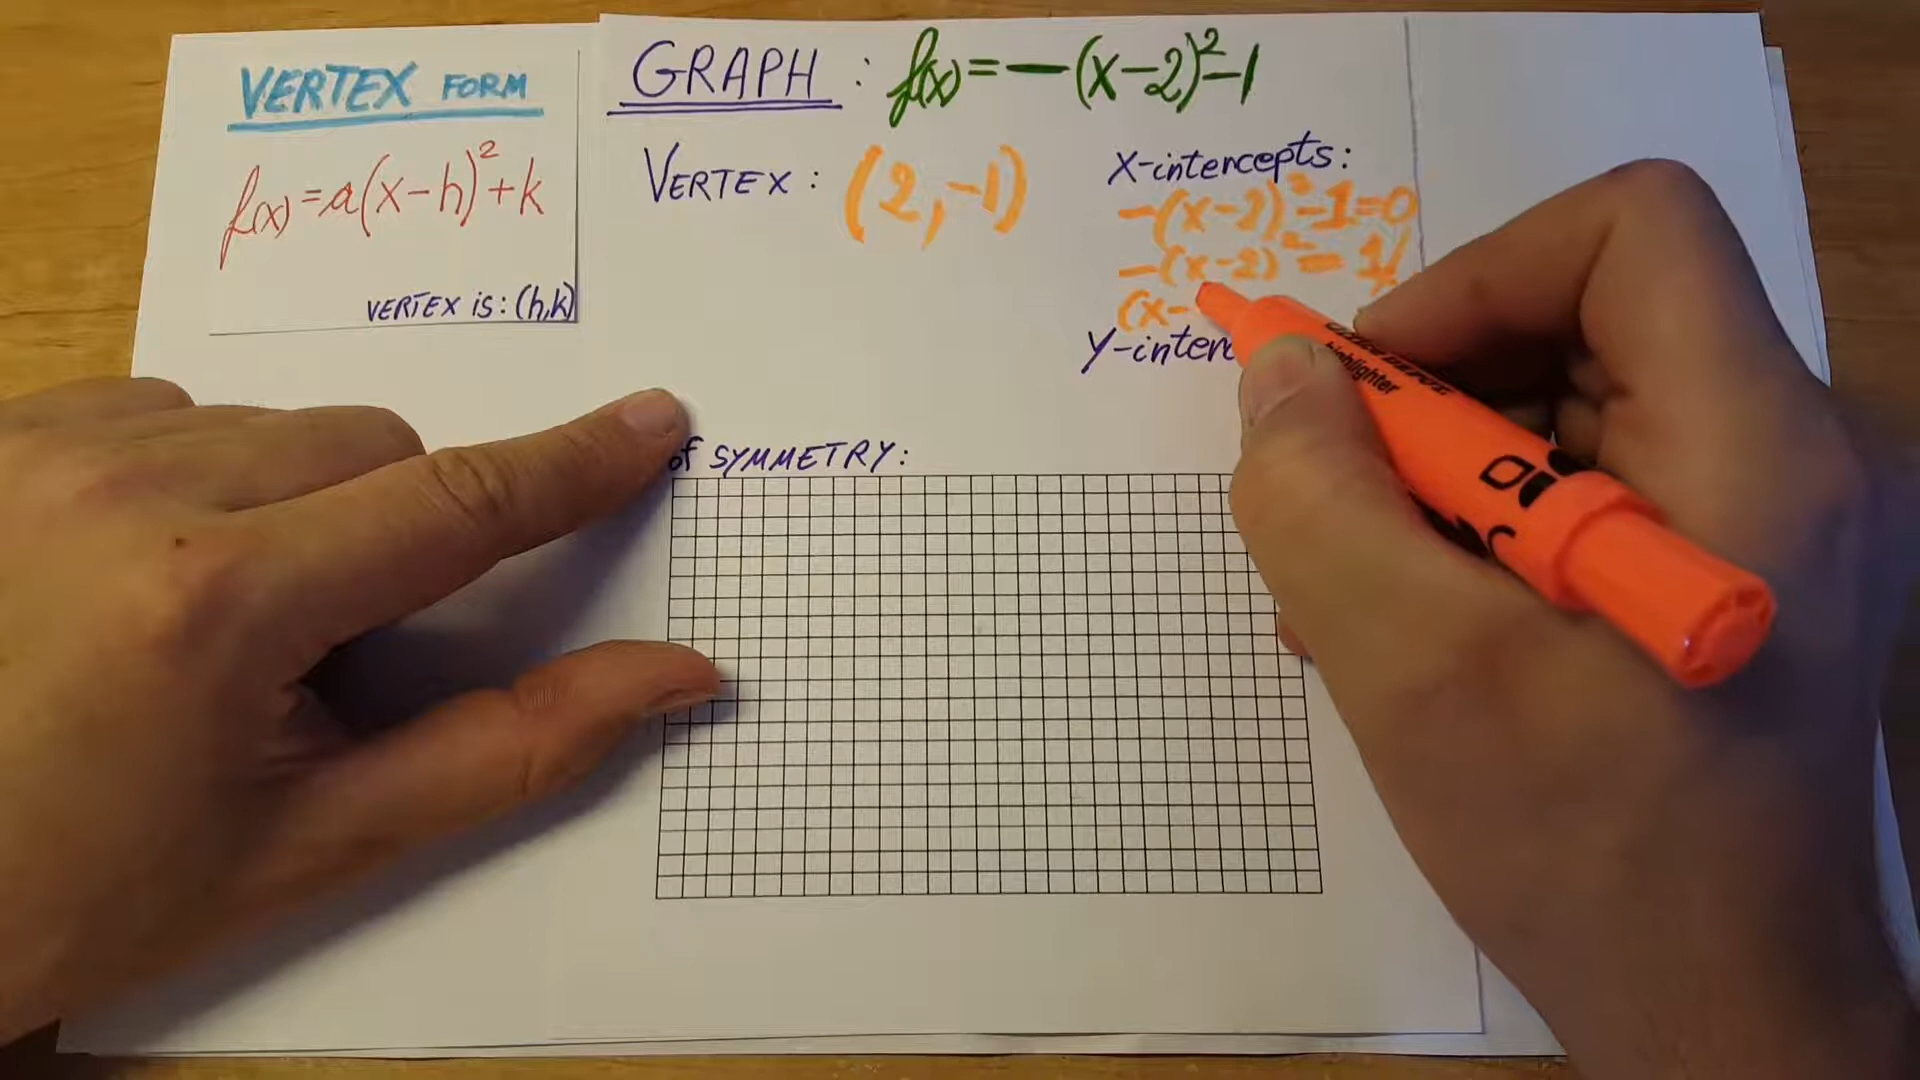 VERTEX FORM
f(x)=a(x-h)²+k
VERTEX is: (h,k)
GRAPH : f(x)=-(x-2)²-1
VERTEX : (2,-1)
X-intercepts:
-(x-2)²-1=0
-(x-2)²=1/
(x-
Y-interc
of SYMMETRY:
highlighter